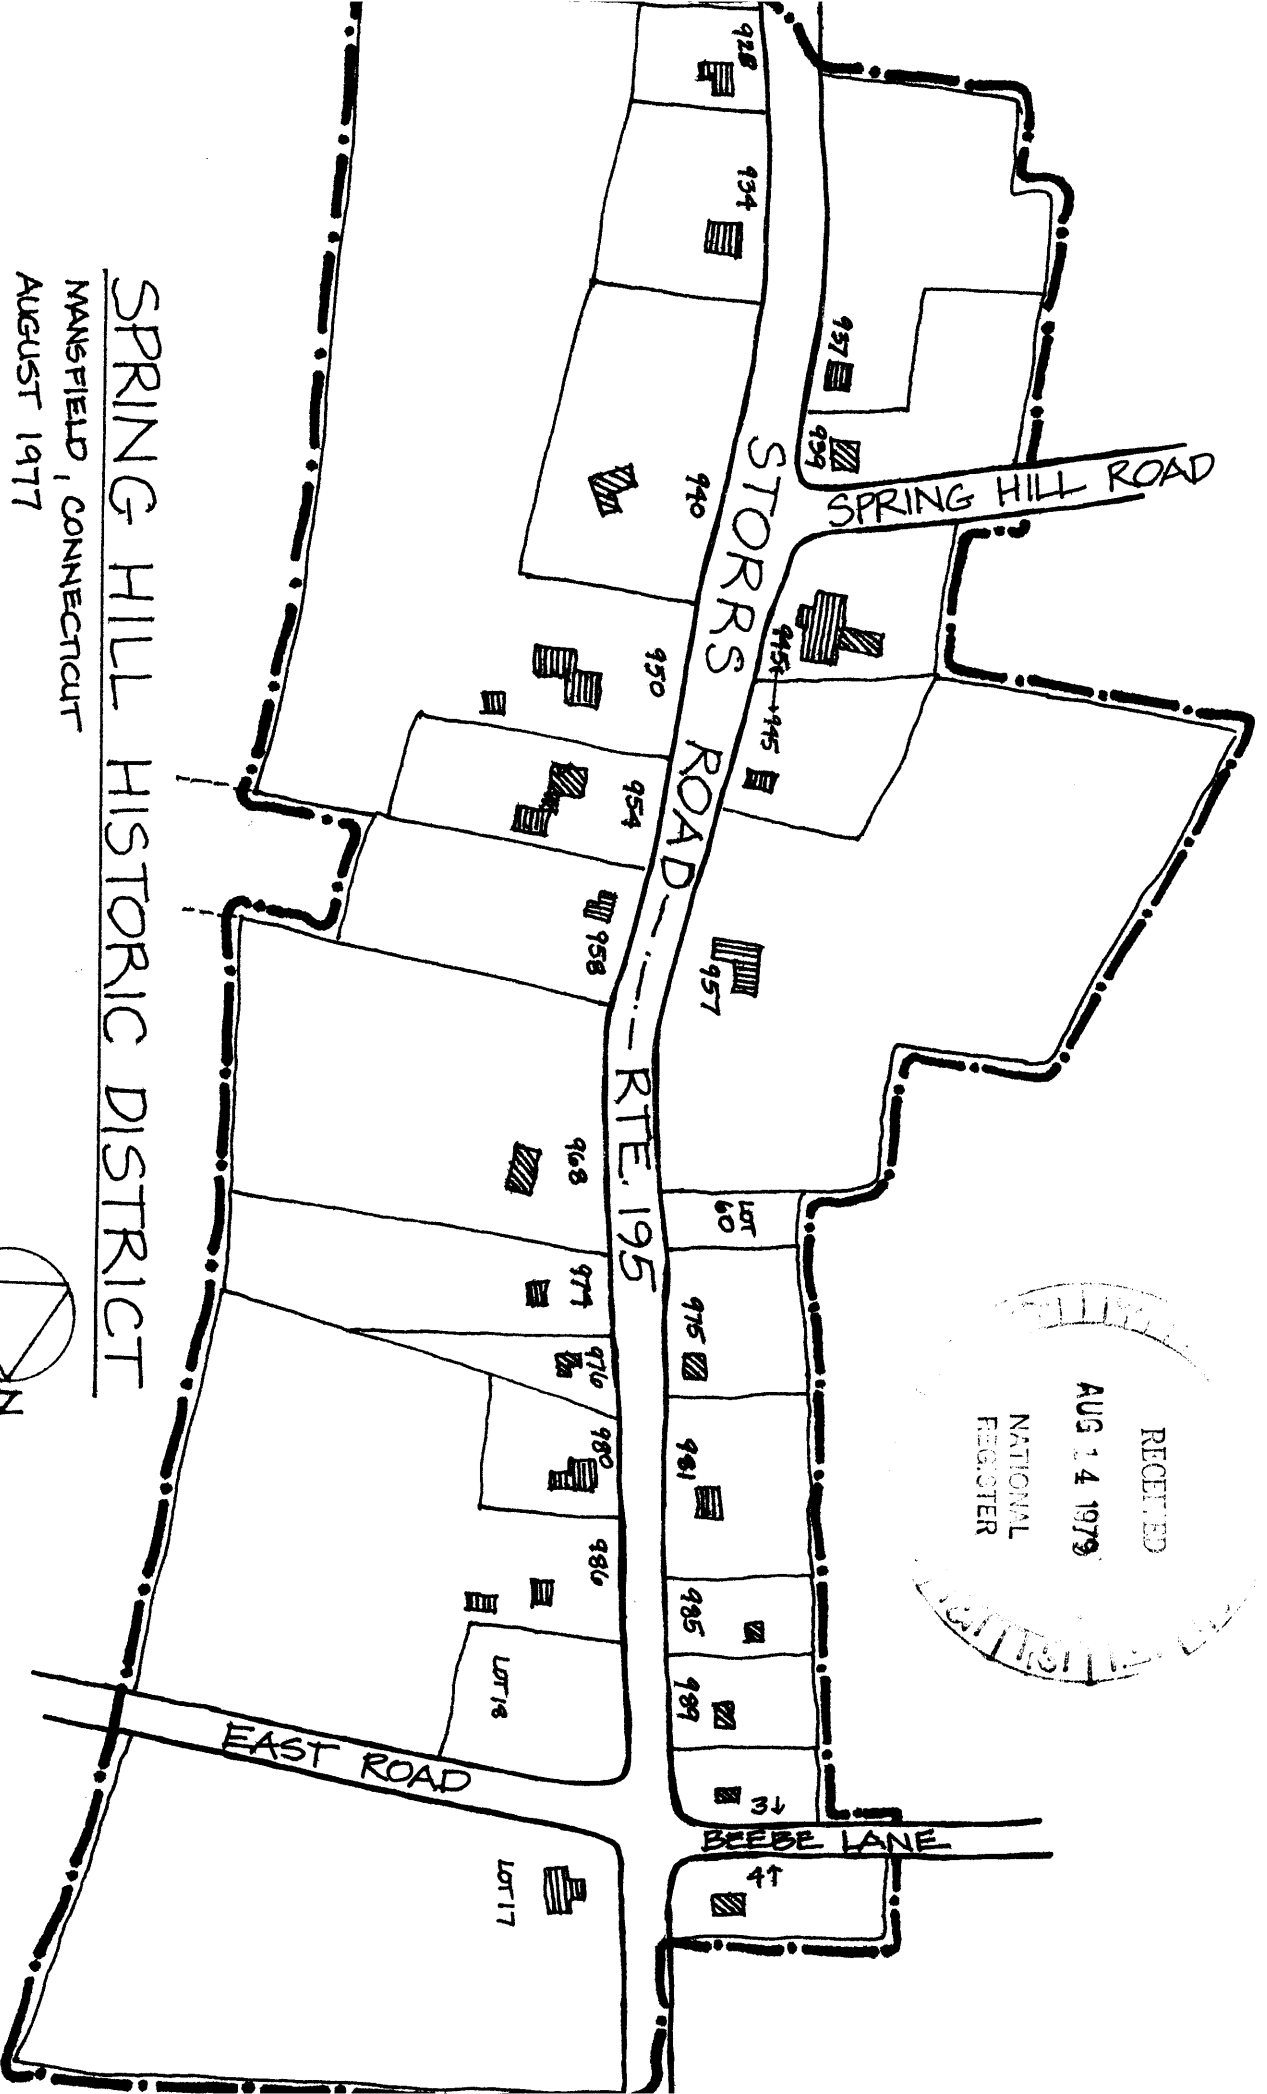 SPRING HILL HISTORIC DISTRICT
MANSFIELD, CONNECTICUT
AUGUST 1977
N
STORRS ROAD
RTE. 195
SPRING HILL ROAD
EAST ROAD
BEEBE LANE
928
934
940
950
954
958
968
974
976
980
986
LOT 18
LOT 17
937
939
945
957
LOT
60
975
981
985
989
3↓
4↑
RECEIVED
AUG 14 1979
NATIONAL
REGISTER